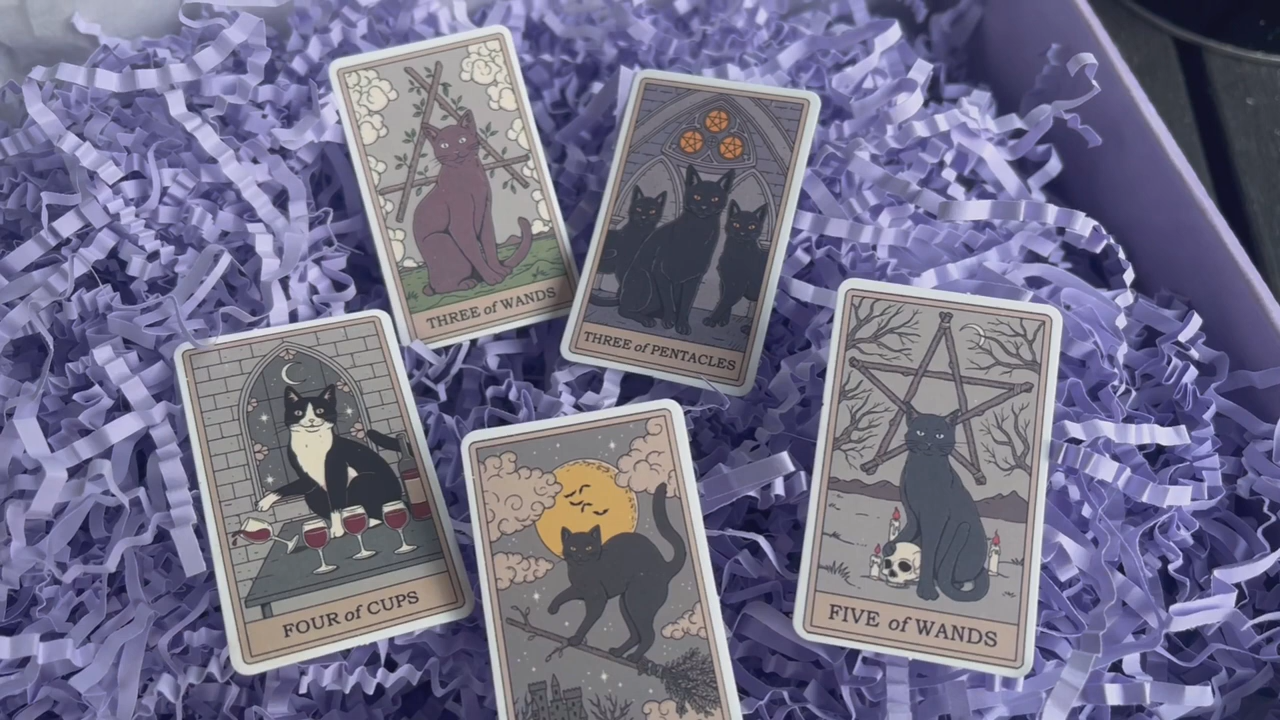 THREE of WANDS
THREE of PENTACLES
FOUR of CUPS
FIVE of WANDS